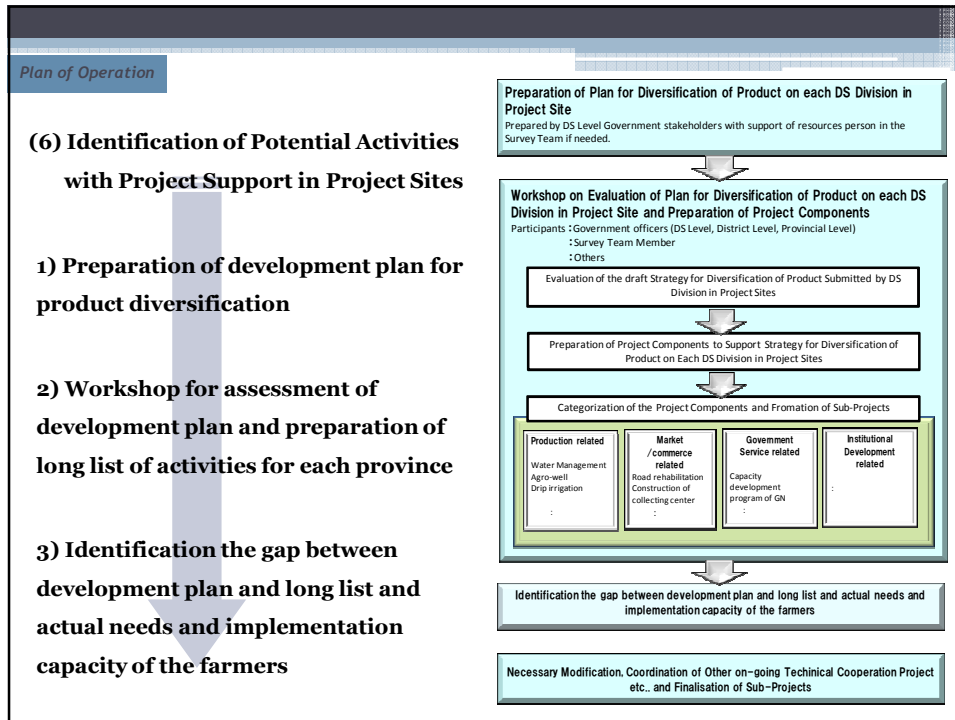 Plan of Operation
(6) Identification of Potential Activities
with Project Support in Project Sites
1) Preparation of development plan for
product diversification
2) Workshop for assessment of
development plan and preparation of
long list of activities for each province
3) Identification the gap between
development plan and long list and
actual needs and implementation
capacity of the farmers
Preparation of Plan for Diversification of Product on each DS Division in
Project Site
Prepared by DS Level Government stakeholders with support of resources person in the
Survey Team if needed.
Workshop on Evaluation of Plan for Diversification of Product on each DS
Division in Project Site and Preparation of Project Components
Participants : Government officers (DS Level, District Level, Provincial Level)
: Survey Team Member
: Others
Evaluation of the draft Strategy for Diversification of Product Submitted by DS
Division in Project Sites
Preparation of Project Components to Support Strategy for Diversification of
Product on Each DS Division in Project Sites
Categorization of the Project Components and Fromation of Sub-Projects
Production related
Water Management
Agro-well
Drip irrigation
:
Market
/commerce
related
Road rehabilitation
Construction of
collecting center
:
Government
Service related
Capacity
development
program of GN
:
Institutional
Development
related
:
Identification the gap between development plan and long list and actual needs and
implementation capacity of the farmers
Necessary Modification, Coordination of Other on-going Techinical Cooperation Project
etc.. and Finalisation of Sub-Projects